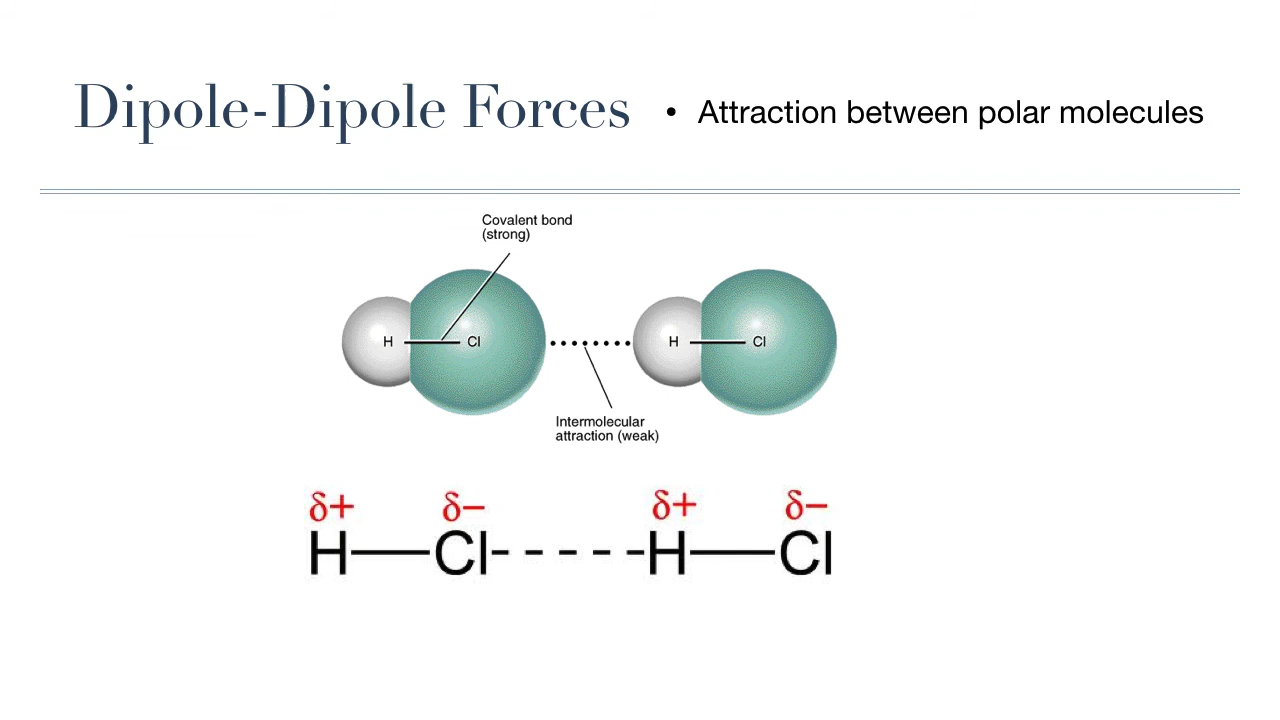 Dipole-Dipole Forces
• Attraction between polar molecules
Covalent bond
(strong)
H Cl H Cl
Intermolecular
attraction (weak)
δ+ δ− δ+ δ−
H—Cl-----H—Cl